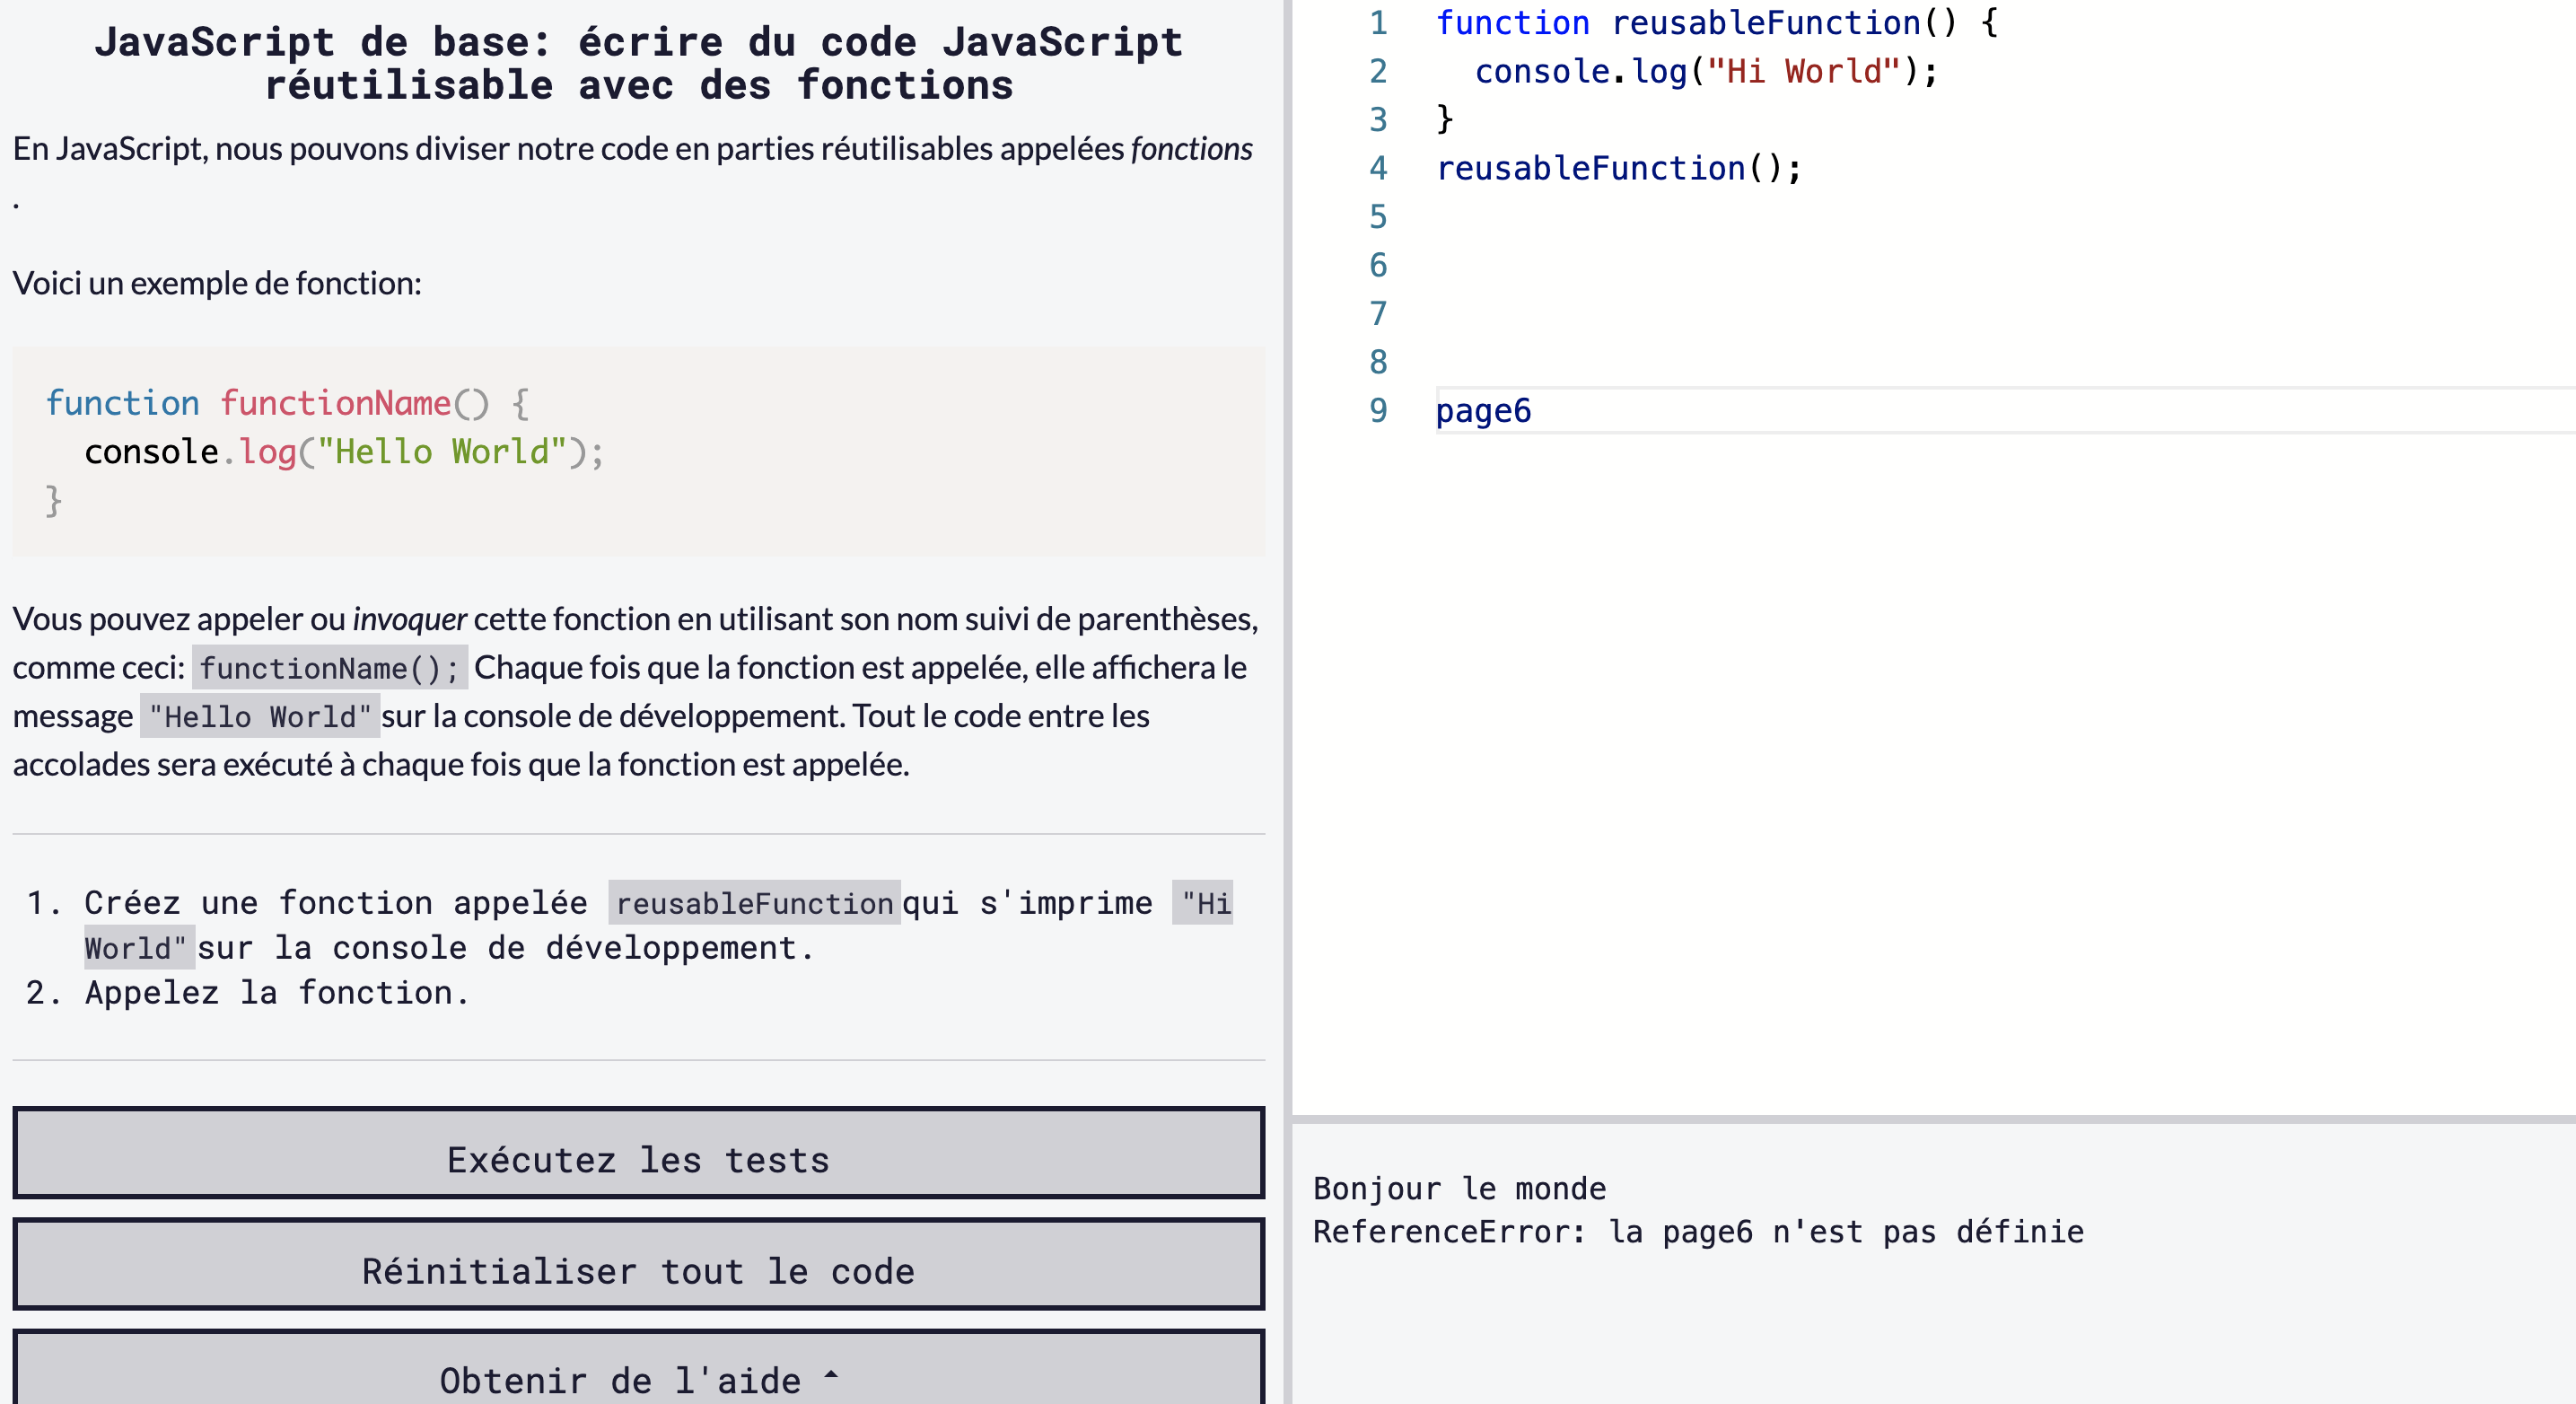 JavaScript de base: écrire du code JavaScript
réutilisable avec des fonctions
En JavaScript, nous pouvons diviser notre code en parties réutilisables appelées fonctions
.
Voici un exemple de fonction:
function functionName() {
  console.log("Hello World");
}
Vous pouvez appeler ou invoquer cette fonction en utilisant son nom suivi de parenthèses,
comme ceci: functionName(); Chaque fois que la fonction est appelée, elle affichera le
message "Hello World" sur la console de développement. Tout le code entre les
accolades sera exécuté à chaque fois que la fonction est appelée.
1. Créez une fonction appelée reusableFunction qui s'imprime "Hi
World" sur la console de développement.
2. Appelez la fonction.
Exécutez les tests
Réinitialiser tout le code
Obtenir de l'aide
1 function reusableFunction() {
2   console.log("Hi World");
3 }
4 reusableFunction();
5
6
7
8
9 page6
Bonjour le monde
ReferenceError: la page6 n'est pas définie